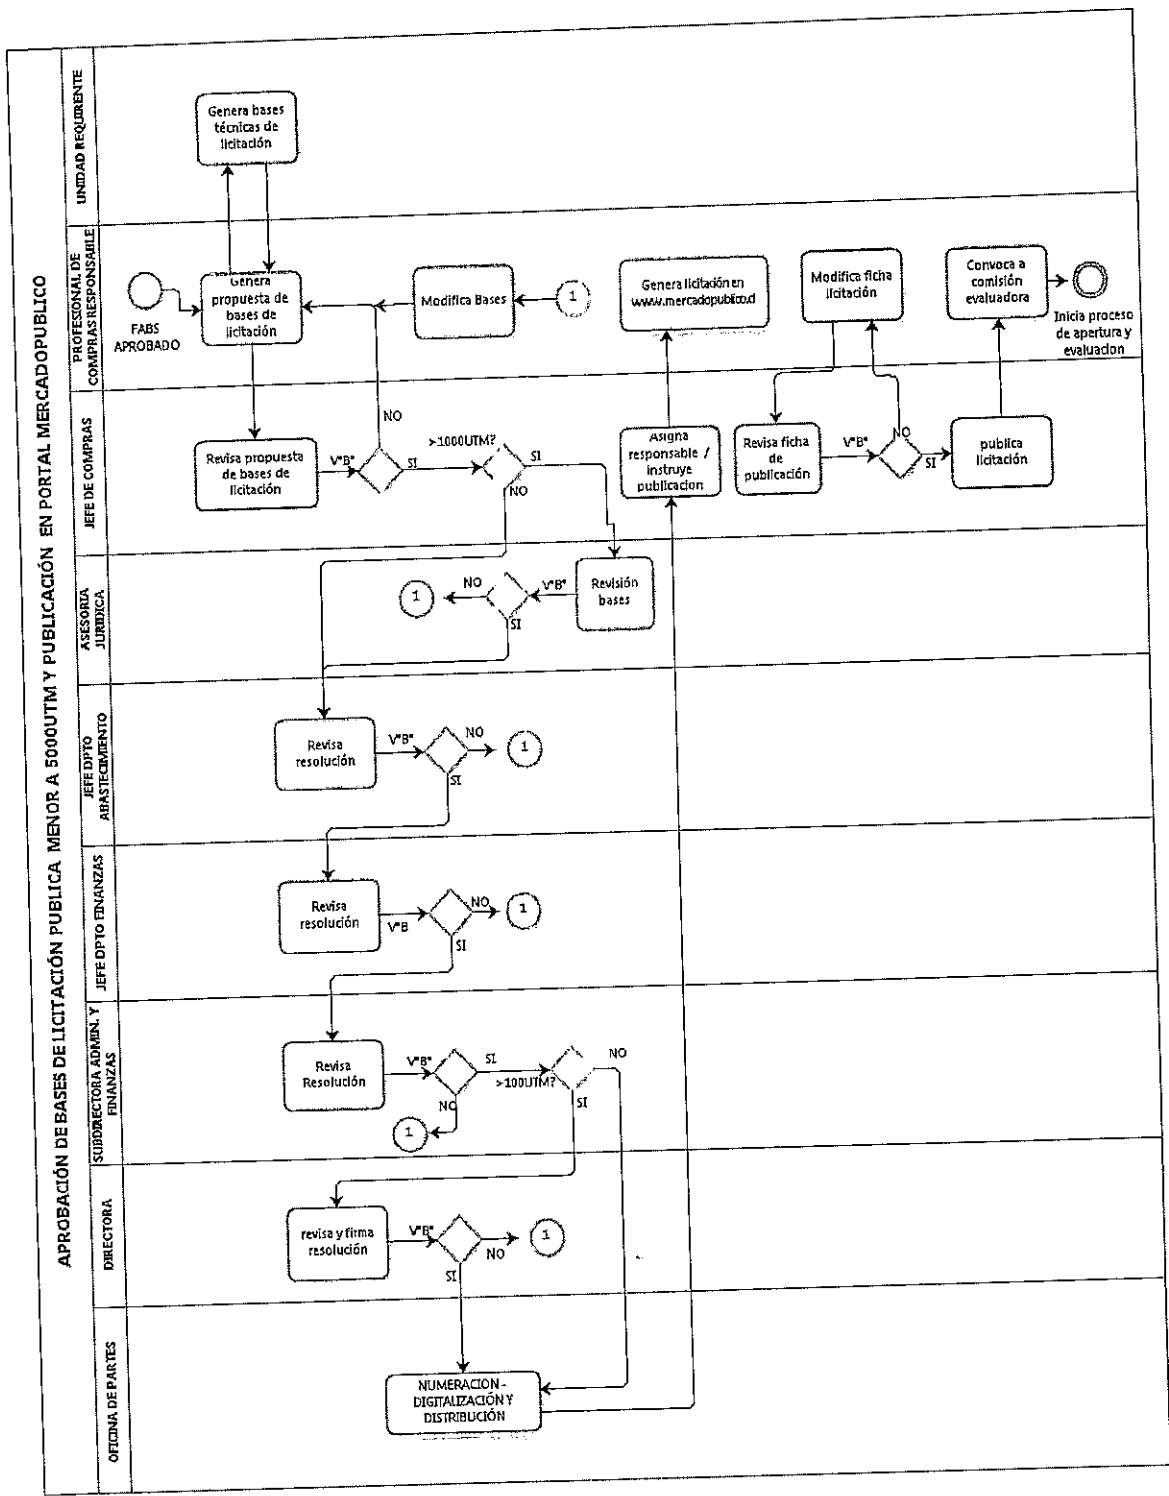 APROBACIÓN DE BASES DE LICITACIÓN PUBLICA MENOR A 5000UTM Y PUBLICACIÓN EN PORTAL MERCADOPUBLICO
UNIDAD REQUIRENTE
Genera bases
técnicas de
licitación
PROFESIONAL DE
COMPRAS RESPONSABLE
FABS
APROBADO
Genera
propuesta de
bases de
licitación
Modifica Bases
1
Genera licitación en
www.mercadopublico.cl
Modifica ficha
licitación
Convoca a
comisión
evaluadora
Inicia proceso
de apertura y
evaluacion
JEFE DE COMPRAS
Revisa propuesta
de bases de
licitación
V°B°
NO
SI
>1000UTM?
SI
NO
Asigna
responsable /
instruye
publicacion
Revisa ficha
de
publicación
V°B°
NO
SI
publica
licitación
ASESORIA
JURIDICA
1
NO
V°B°
SI
Revisión
bases
JEFE DPTO
ABASTECIMIENTO
Revisa
resolución
V°B°
NO
SI
1
JEFE DPTO FINANZAS
Revisa
resolución
V°B
NO
SI
1
SUBDIRECTORA ADMIN. Y
FINANZAS
Revisa
Resolución
V°B°
SI
>100UTM?
NO
NO
SI
1
DIRECTORA
revisa y firma
resolución
V°B°
NO
SI
1
OFICINA DE PARTES
NUMERACION -
DIGITALIZACIÓN Y
DISTRIBUCIÓN